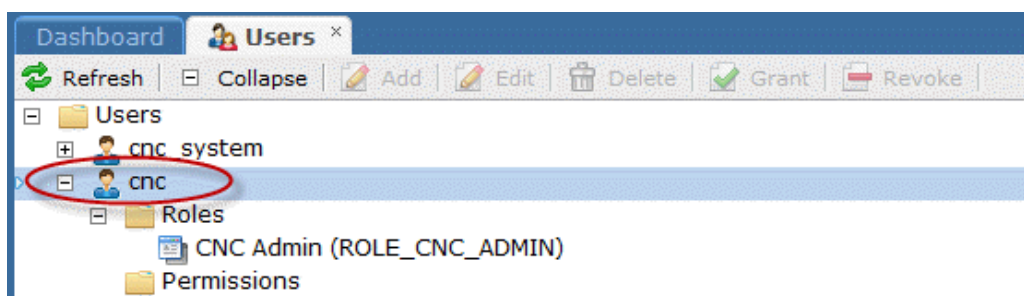 Dashboard Users ×
Refresh Collapse Add Edit Delete Grant Revoke
Users
cnc_system
cnc
Roles
CNC Admin (ROLE_CNC_ADMIN)
Permissions